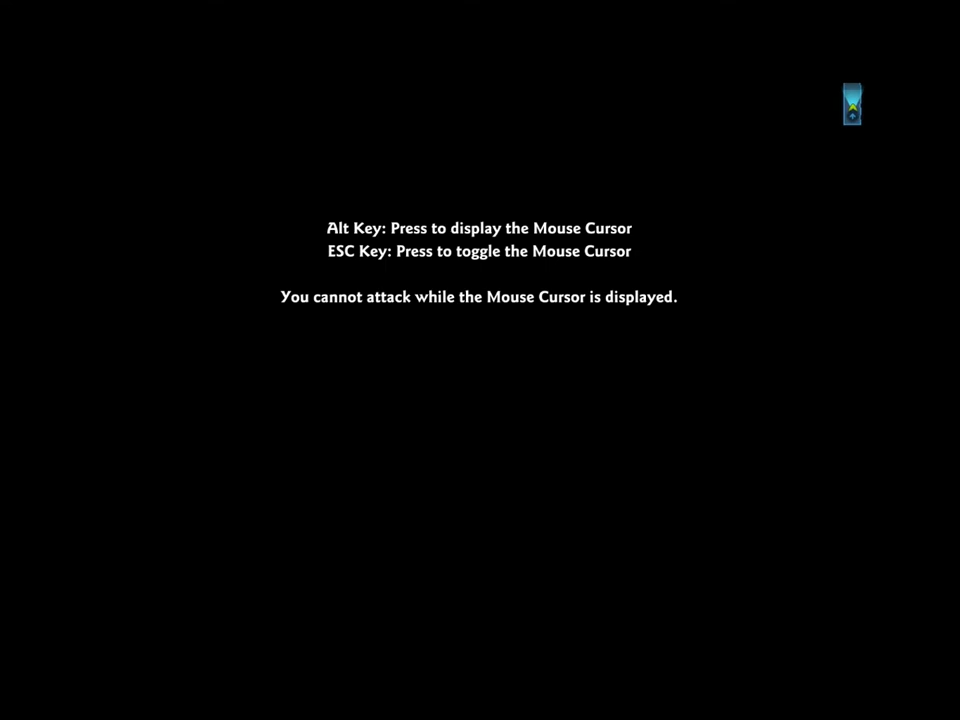 Alt Key: Press to display the Mouse Cursor
ESC Key: Press to toggle the Mouse Cursor
You cannot attack while the Mouse Cursor is displayed.